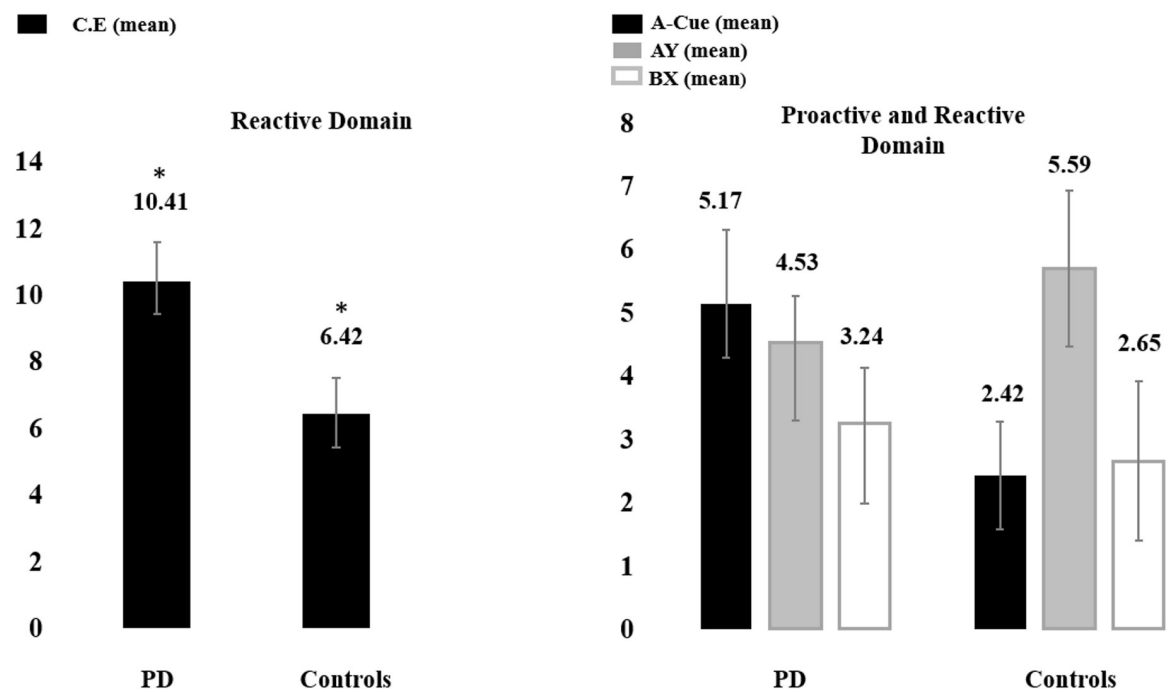 C.E (mean)
Reactive Domain
14
12
10
8
6
4
2
0
*
10.41
*
6.42
PD
Controls
A-Cue (mean)
AY (mean)
BX (mean)
Proactive and Reactive
Domain
8
7
6
5
4
3
2
1
0
5.17
4.53
3.24
2.42
5.59
2.65
PD
Controls